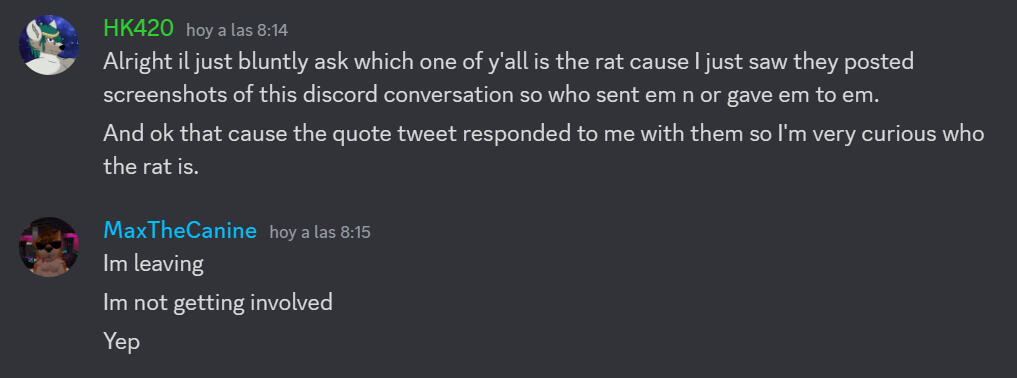 HK420 hoy a las 8:14
Alright il just bluntly ask which one of y'all is the rat cause I just saw they posted
screenshots of this discord conversation so who sent em n or gave em to em.
And ok that cause the quote tweet responded to me with them so I'm very curious who
the rat is.
MaxTheCanine hoy a las 8:15
Im leaving
Im not getting involved
Yep